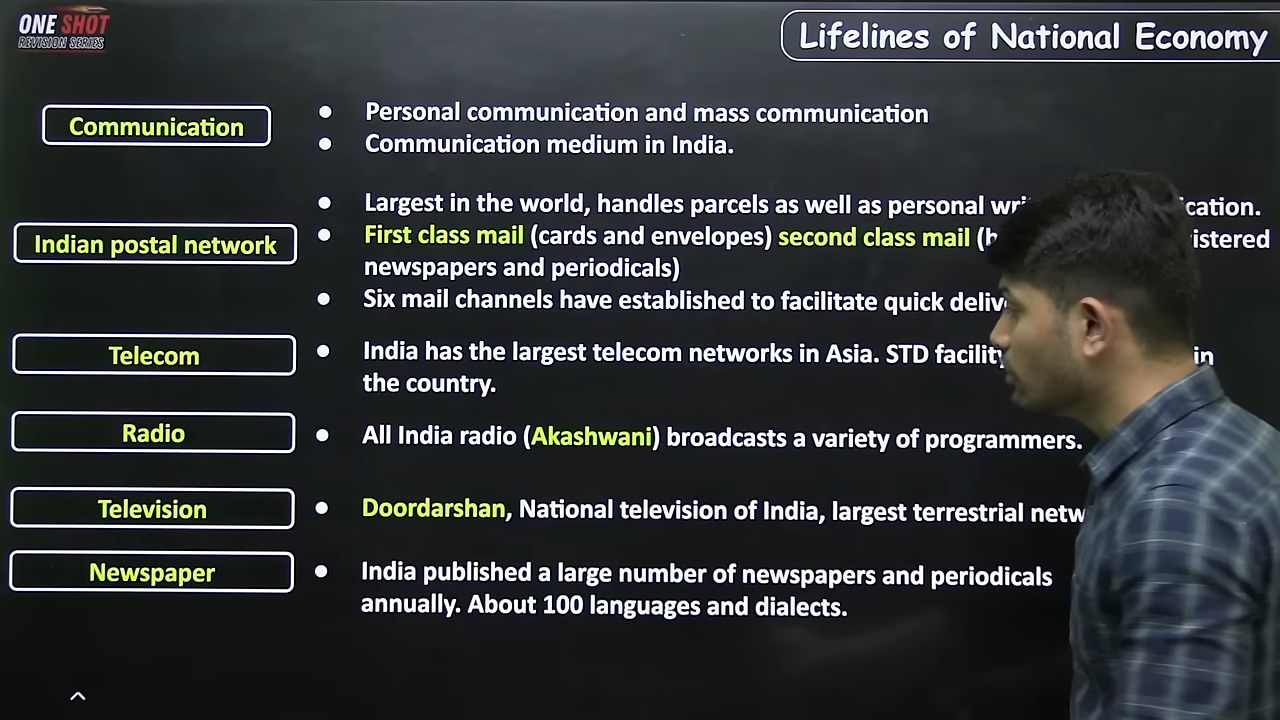 ONE SHOT
REVISION SERIES
Lifelines of National Economy
Communication
• Personal communication and mass communication
• Communication medium in India.
Indian postal network
• Largest in the world, handles parcels as well as personal
• First class mail (cards and envelopes) second class mail
newspapers and periodicals)
• Six mail channels have established to facilitate quick
Telecom
• India has the largest telecom networks in Asia. STD facility in
the country.
Radio
• All India radio (Akashwani) broadcasts a variety of programmers.
Television
• Doordarshan, National television of India, largest terrestrial
Newspaper
• India published a large number of newspapers and periodicals
annually. About 100 languages and dialects.